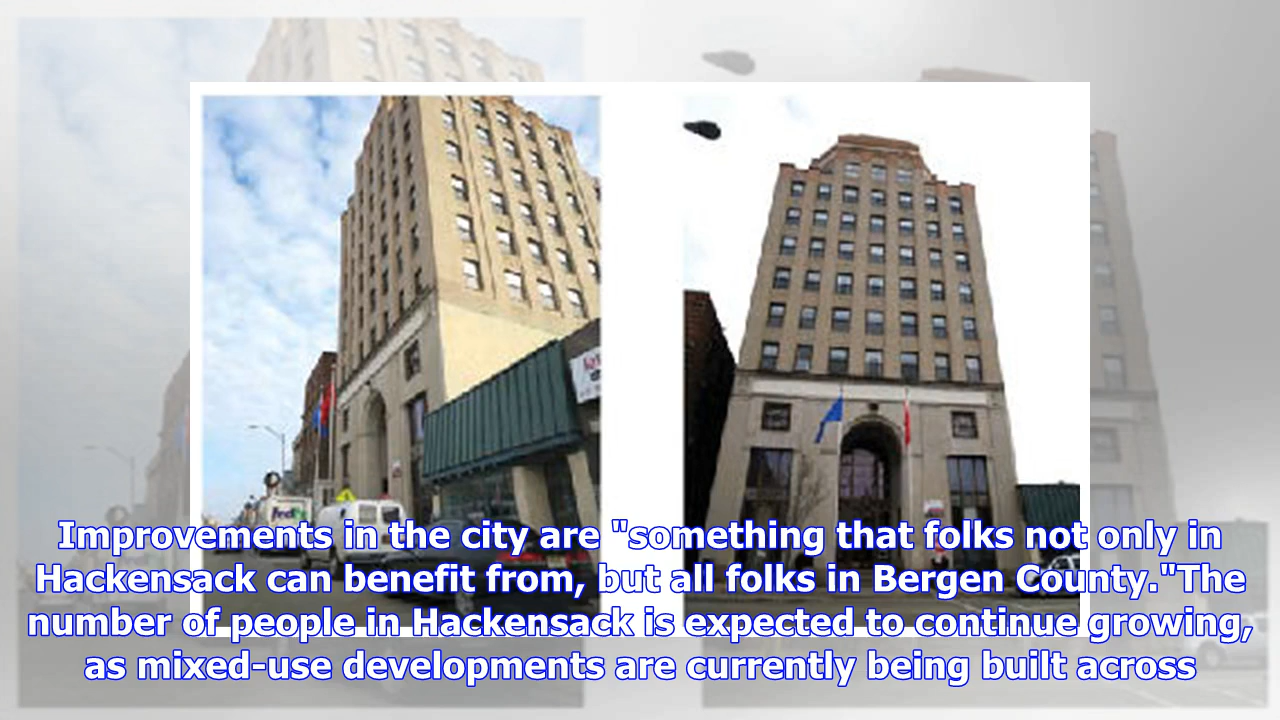 FedEx
Improvements in the city are "something that folks not only in
Hackensack can benefit from, but all folks in Bergen County."The
number of people in Hackensack is expected to continue growing,
as mixed-use developments are currently being built across